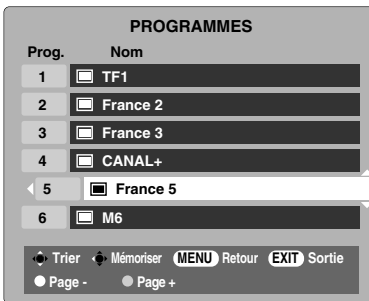 PROGRAMMES
Prog. Nom
1 TF1
2 France 2
3 France 3
4 CANAL+
5 France 5
6 M6
Trier Mémoriser MENU Retour EXIT Sortie
Page - Page +